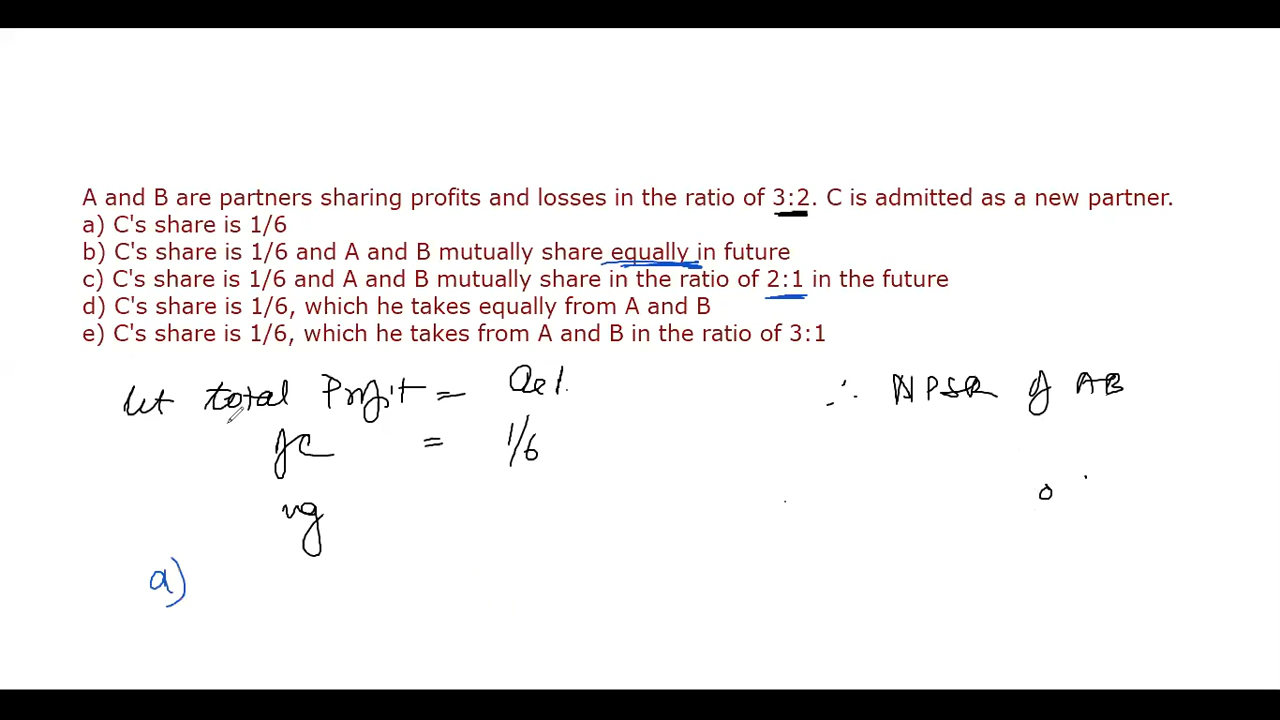 A and B are partners sharing profits and losses in the ratio of 3:2. C is admitted as a new partner.
a) C's share is 1/6
b) C's share is 1/6 and A and B mutually share equally in future
c) C's share is 1/6 and A and B mutually share in the ratio of 2:1 in the future
d) C's share is 1/6, which he takes equally from A and B
e) C's share is 1/6, which he takes from A and B in the ratio of 3:1
let total Profit =
∴ NPSR of AB
= 1/6
a)